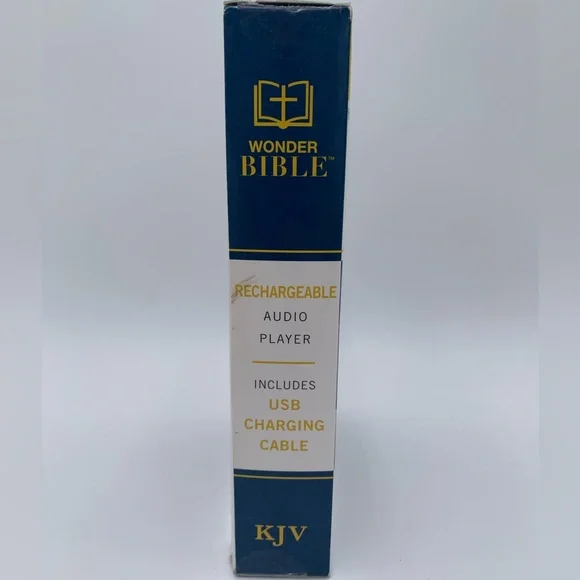 WONDER
BIBLE™
RECHARGEABLE
AUDIO
PLAYER
INCLUDES
USB
CHARGING
CABLE
KJV